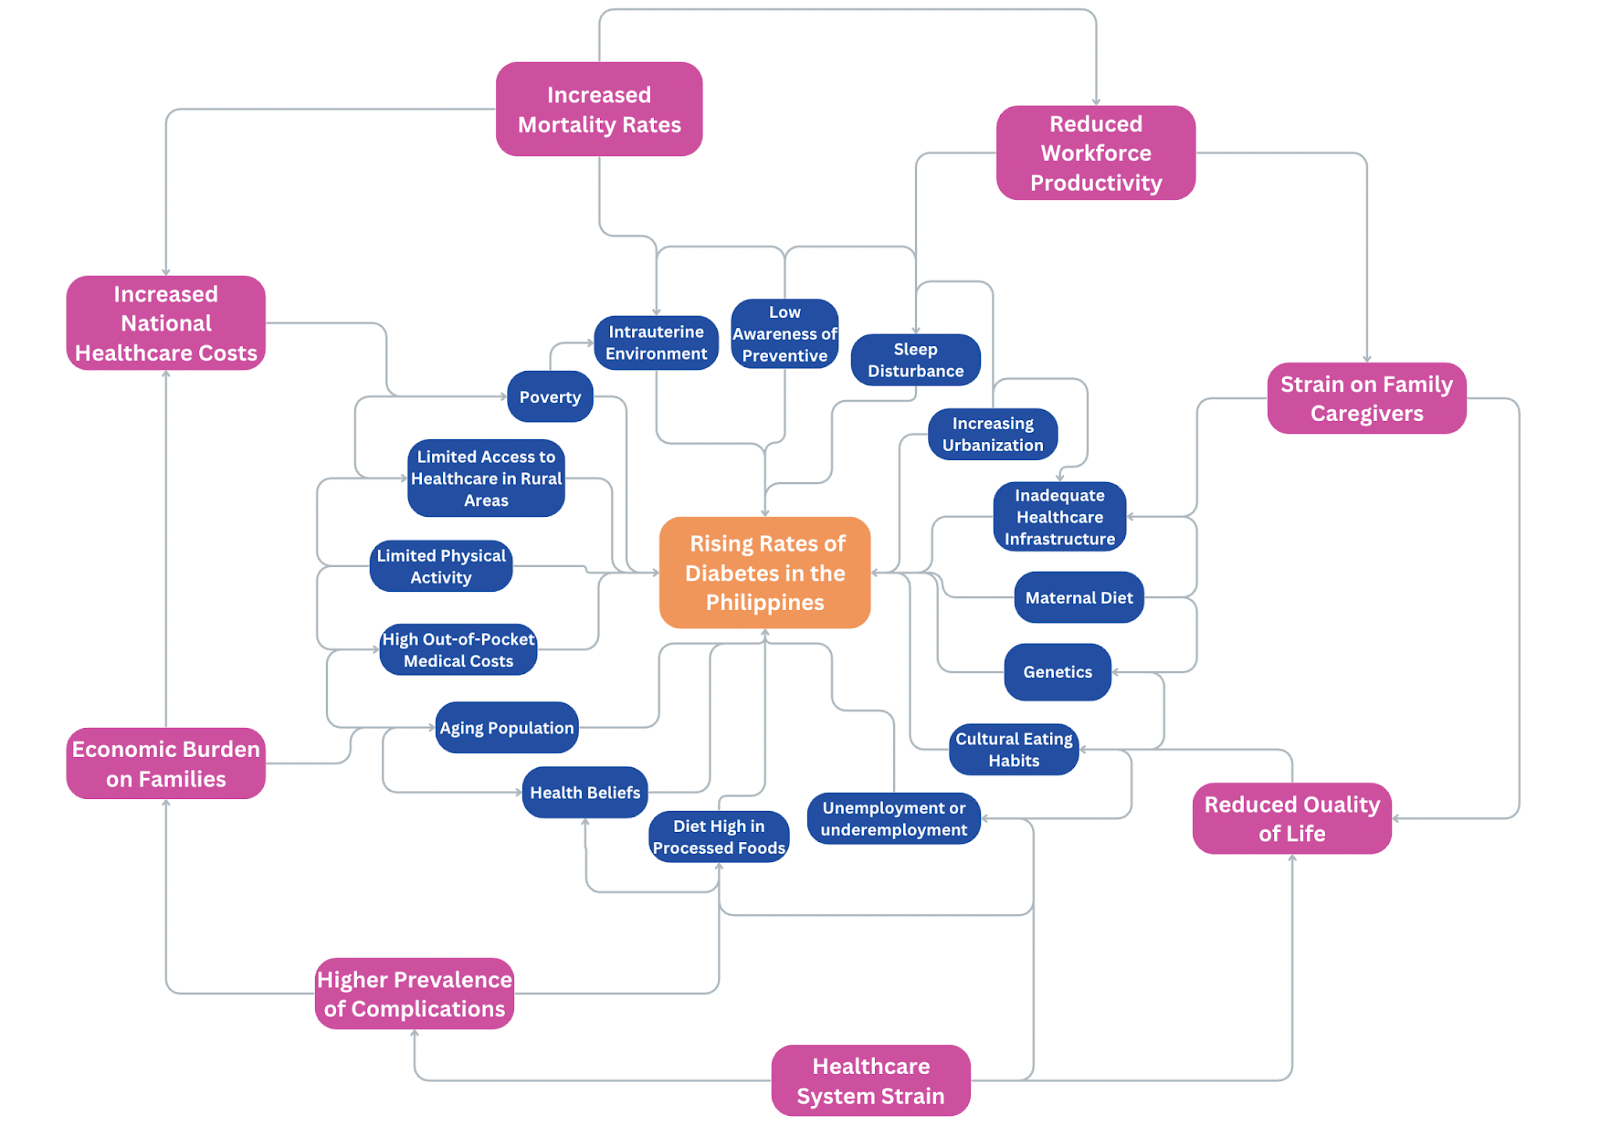 Increased
Mortality Rates
Reduced
Workforce
Productivity
Increased
National
Healthcare Costs
Low
Awareness of
Preventive
Intrauterine
Environment
Sleep
Disturbance
Poverty
Strain on Family
Caregivers
Increasing
Urbanization
Limited Access to
Healthcare in Rural
Areas
Inadequate
Healthcare
Infrastructure
Rising Rates of
Diabetes in the
Philippines
Limited Physical
Activity
Maternal Diet
High Out-of-Pocket
Medical Costs
Genetics
Aging Population
Cultural Eating
Habits
Economic Burden
on Families
Health Beliefs
Unemployment or
underemployment
Reduced Ouality
of Life
Diet High in
Processed Foods
Higher Prevalence
of Complications
Healthcare
System Strain